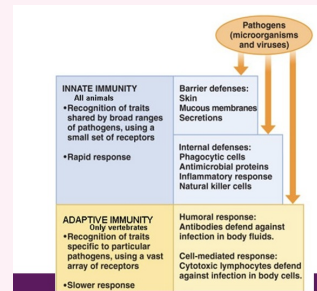 Pathogens
(microorganisms
and viruses)
INNATE IMMUNITY
All animals
•Recognition of traits
shared by broad ranges
of pathogens, using a
small set of receptors
•Rapid response
Barrier defenses:
Skin
Mucous membranes
Secretions
Internal defenses:
Phagocytic cells
Antimicrobial proteins
Inflammatory response
Natural killer cells
ADAPTIVE IMMUNITY
Only vertebrates
•Recognition of traits
specific to particular
pathogens, using a vast
array of receptors
•Slower response
Humoral response:
Antibodies defend against
infection in body fluids.
Cell-mediated response:
Cytotoxic lymphocytes defend
against infection in body cells.